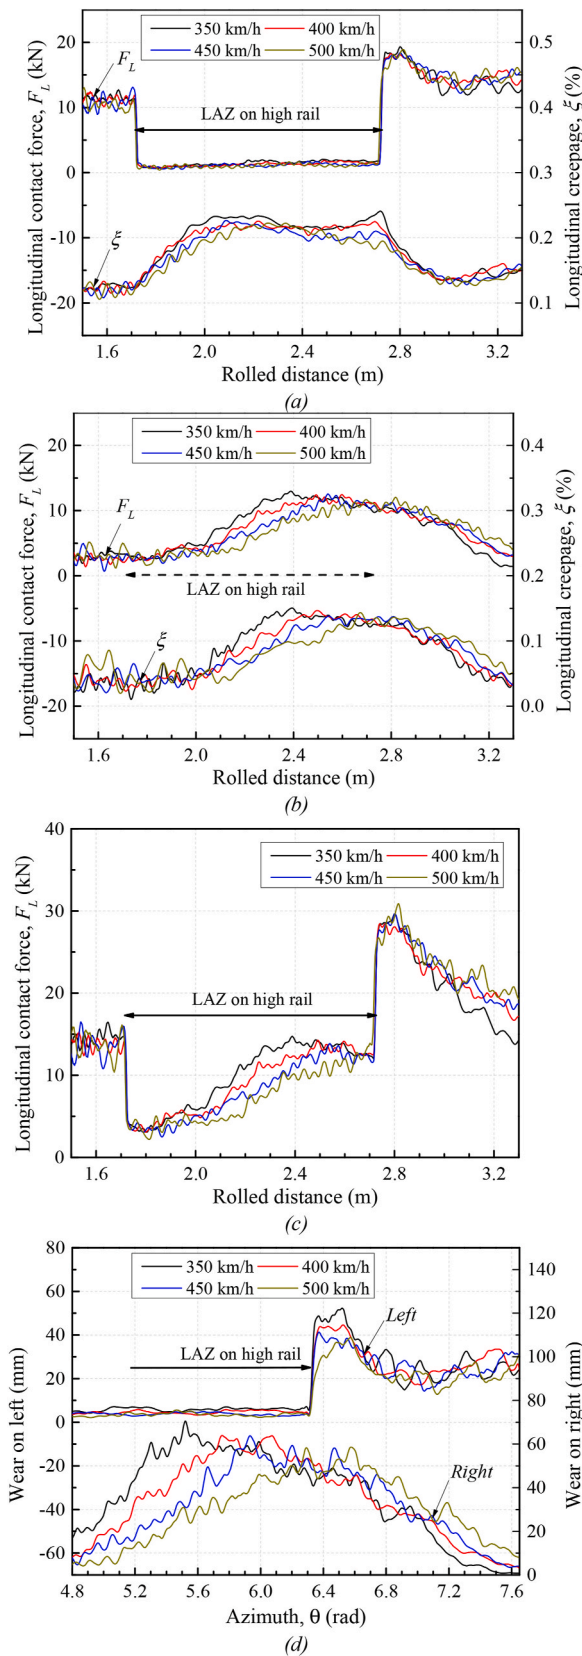 350 km/h 400 km/h
450 km/h 500 km/h
Longitudinal contact force, F_L (kN)
Longitudinal creepage, ξ (%)
20
10
0
-10
-20
0.5
0.4
0.3
0.2
0.1
F_L
LAZ on high rail
ξ
1.6 2.0 2.4 2.8 3.2
Rolled distance (m)
(a)
350 km/h 400 km/h
450 km/h 500 km/h
Longitudinal contact force, F_L (kN)
Longitudinal creepage, ξ (%)
20
10
0
-10
-20
0.4
0.3
0.2
0.1
0.0
F_L
LAZ on high rail
ξ
1.6 2.0 2.4 2.8 3.2
Rolled distance (m)
(b)
350 km/h 400 km/h
450 km/h 500 km/h
Longitudinal contact force, F_L (kN)
40
30
20
10
0
LAZ on high rail
1.6 2.0 2.4 2.8 3.2
Rolled distance (m)
(c)
350 km/h 400 km/h
450 km/h 500 km/h
Wear on left (mm)
Wear on right (mm)
80
60
40
20
0
-20
-40
-60
140
120
100
80
60
40
20
0
Left
LAZ on high rail
Right
4.8 5.2 5.6 6.0 6.4 6.8 7.2 7.6
Azimuth, θ (rad)
(d)